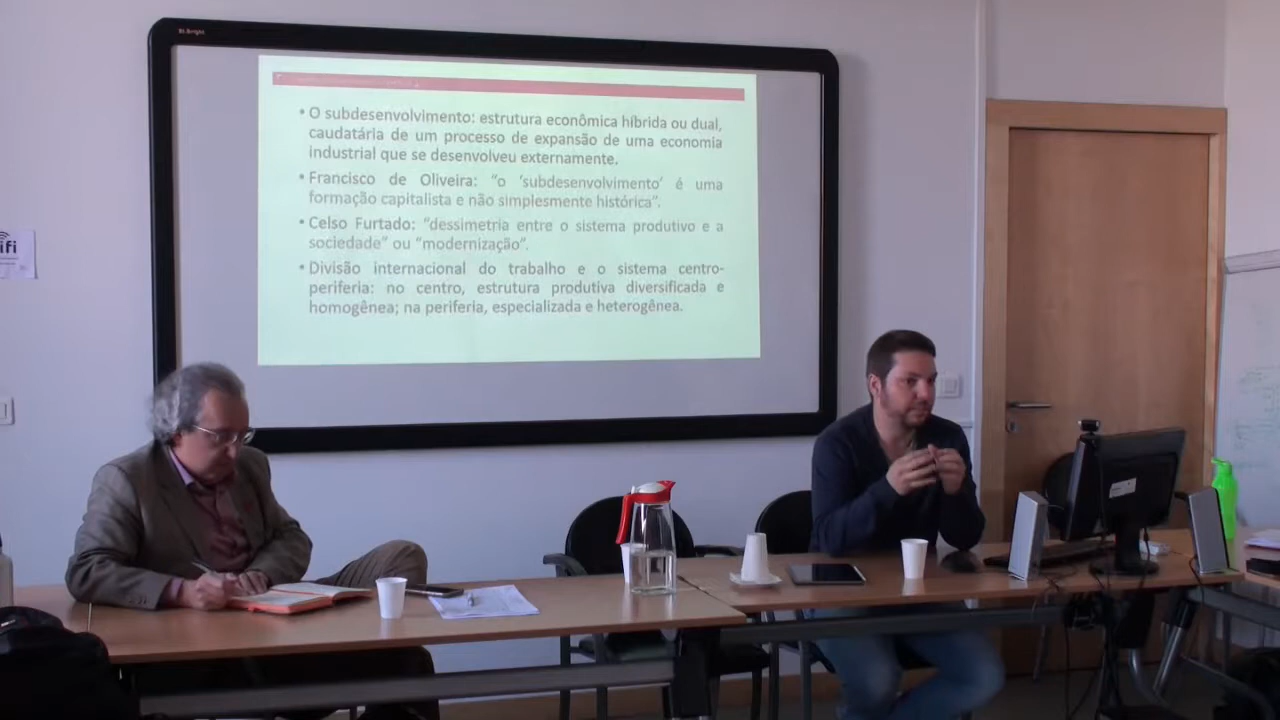 • O subdesenvolvimento: estrutura econômica híbrida ou dual,
caudatária de um processo de expansão de uma economia
industrial que se desenvolveu externamente.
• Francisco de Oliveira: “o ‘subdesenvolvimento’ é uma
formação capitalista e não simplesmente histórica”.
• Celso Furtado: “dessimetria entre o sistema produtivo e a
sociedade” ou “modernização”.
• Divisão internacional do trabalho e o sistema centro-
periferia: no centro, estrutura produtiva diversificada e
homogênea; na periferia, especializada e heterogênea.
ifi